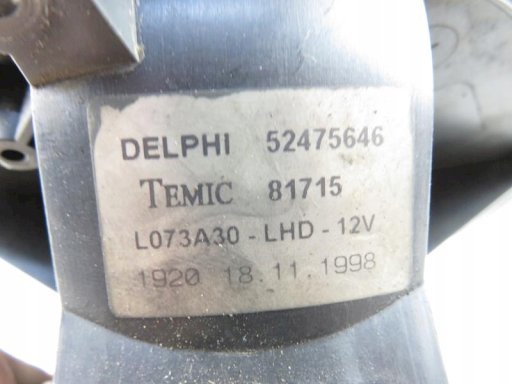 DELPHI 52475646
TEMIC 81715
L073A30 - LHD - 12V
1920 18.11.1998